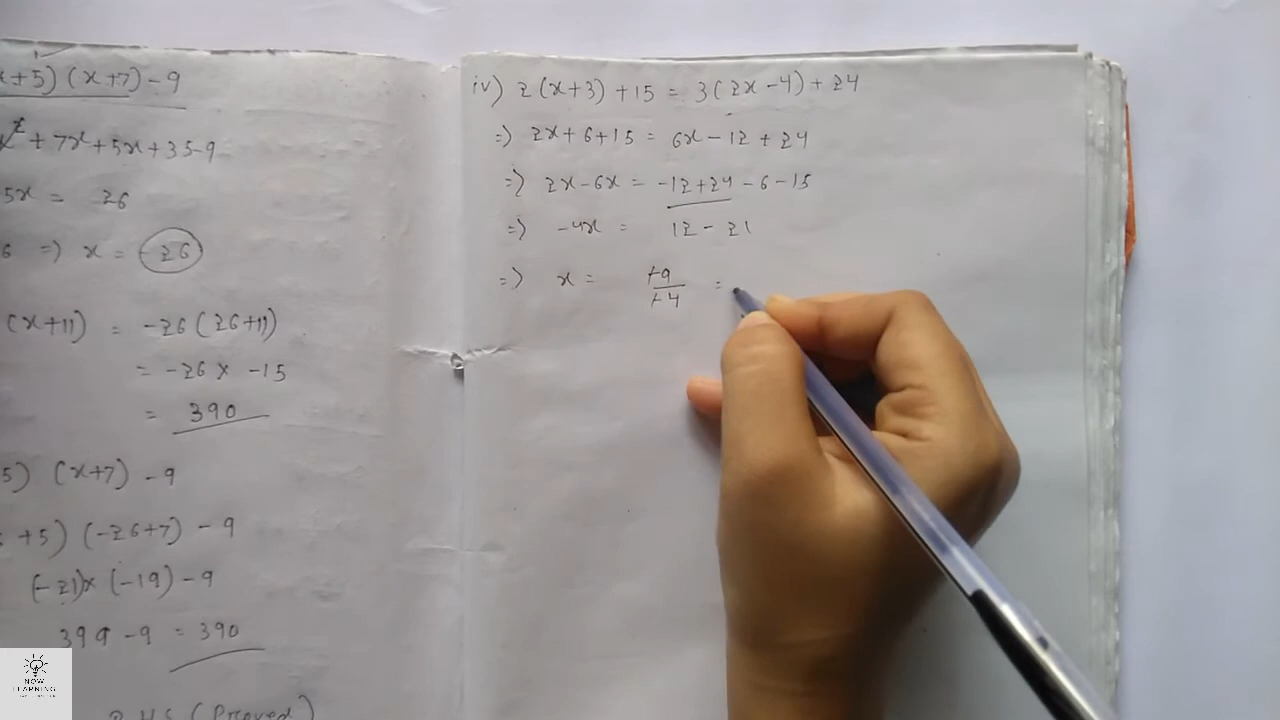 x+5) (x+7) - 9
x² + 7x + 5x + 35 - 9
5x = 26
6 => x = -26
(x+11) = -26 (26+11)
= -26 x -15
= 390
5) (x+7) - 9
+5) (-26+7) - 9
(-21)x (-19) - 9
399 - 9 = 390
R.H.S (Proved)
iv) 2(x+3) + 15 = 3(2x - 4) + 24
=> 2x + 6 + 15 = 6x - 12 + 24
=> 2x - 6x = -12 + 24 - 6 - 15
=> -4x = 12 - 21
=> x = -9/-4 =
NOW
LEARNING